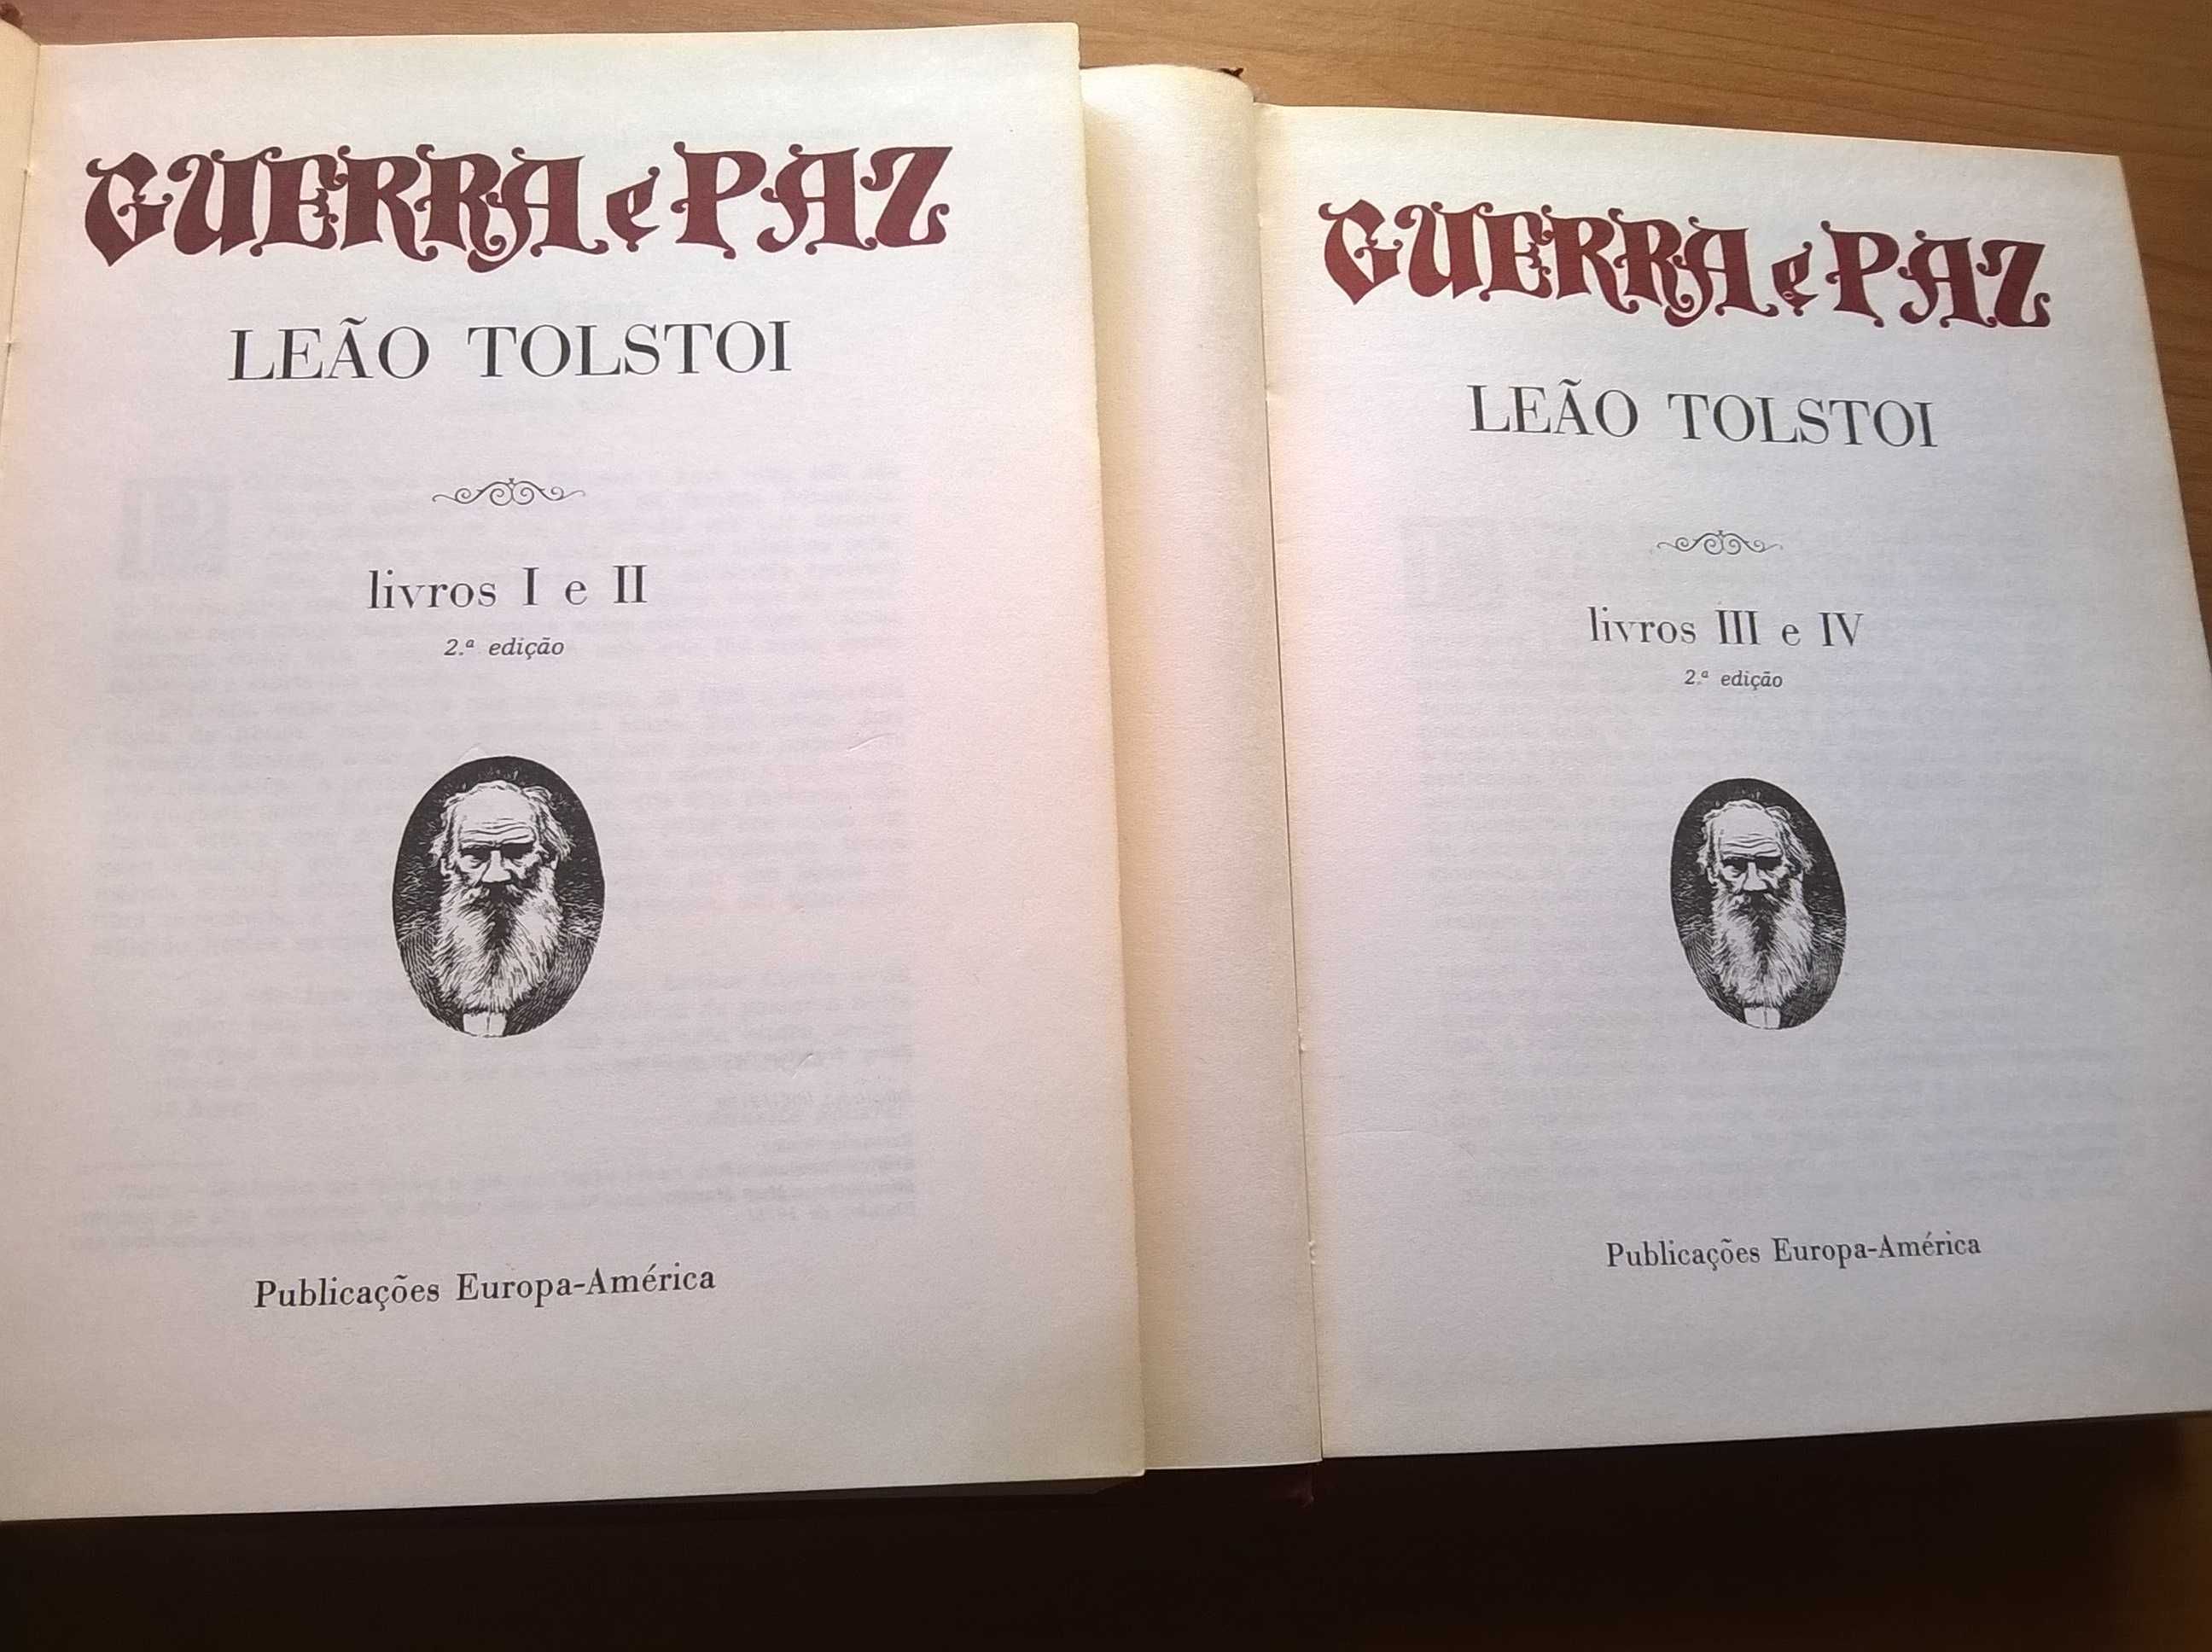 GUERRA e PAZ
LEÃO TOLSTOI
livros I e II
2.ª edição
Publicações Europa-América
GUERRA e PAZ
LEÃO TOLSTOI
livros III e IV
2.ª edição
Publicações Europa-América